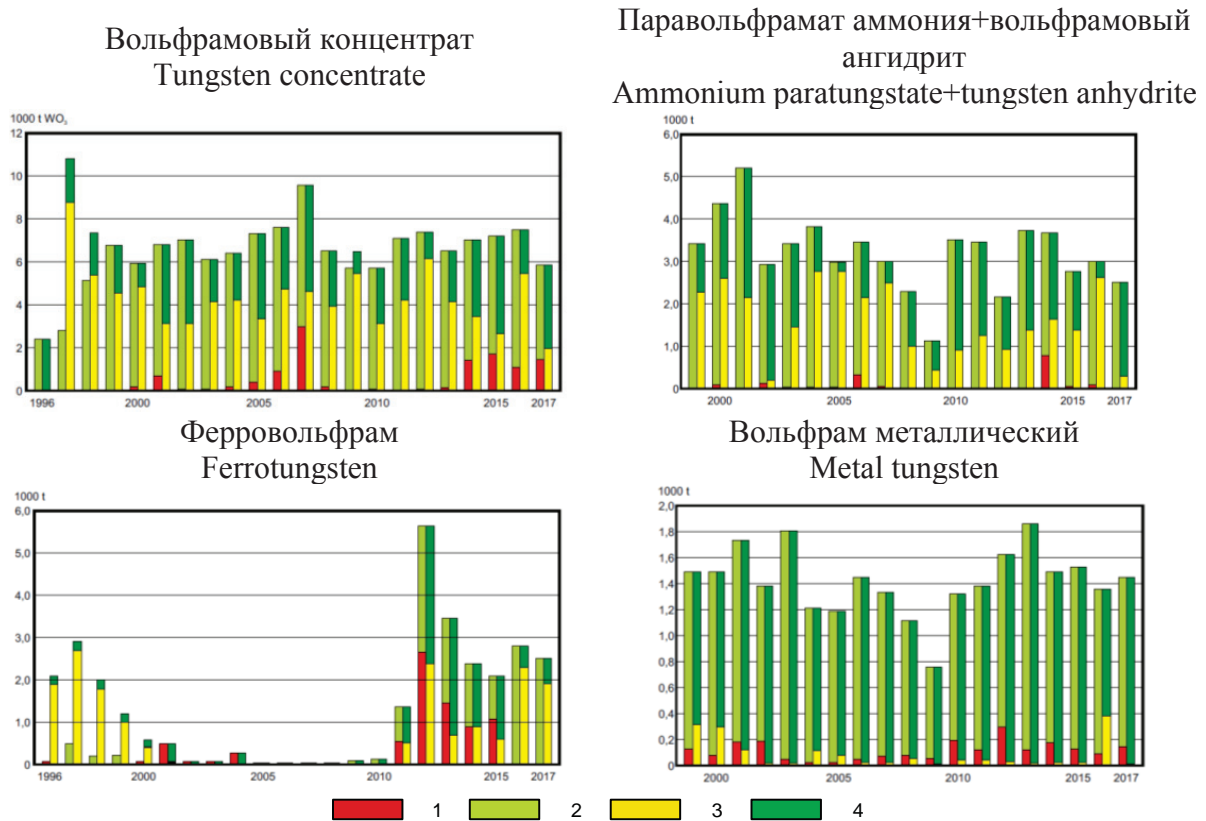 Вольфрамовый концентрат
Tungsten concentrate
1000 t WO₃
12
10
8
6
4
2
0
1996 2000 2005 2010 2015 2017
Паравольфрамат аммония+вольфрамовый
ангидрит
Ammonium paratungstate+tungsten anhydrite
1000 t
6,0
5,0
4,0
3,0
2,0
1,0
0
2000 2005 2010 2015 2017
Ферровольфрам
Ferrotungsten
1000 t
6,0
5,0
4,0
3,0
2,0
1,0
0
1996 2000 2005 2010 2015 2017
Вольфрам металлический
Metal tungsten
1000 t
2,0
1,8
1,6
1,4
1,2
1,0
0,8
0,6
0,4
0,2
0
2000 2005 2010 2015 2017
1 2 3 4